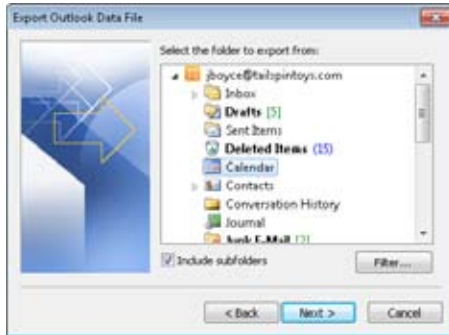 Export Outlook Data File
Select the folder to export from:
jboyce@tailspintoys.com
Inbox
Drafts [5]
Sent Items
Deleted Items (15)
Calendar
Contacts
Conversation History
Journal
Junk E-Mail [2]
Include subfolders
Filter...
< Back
Next >
Cancel